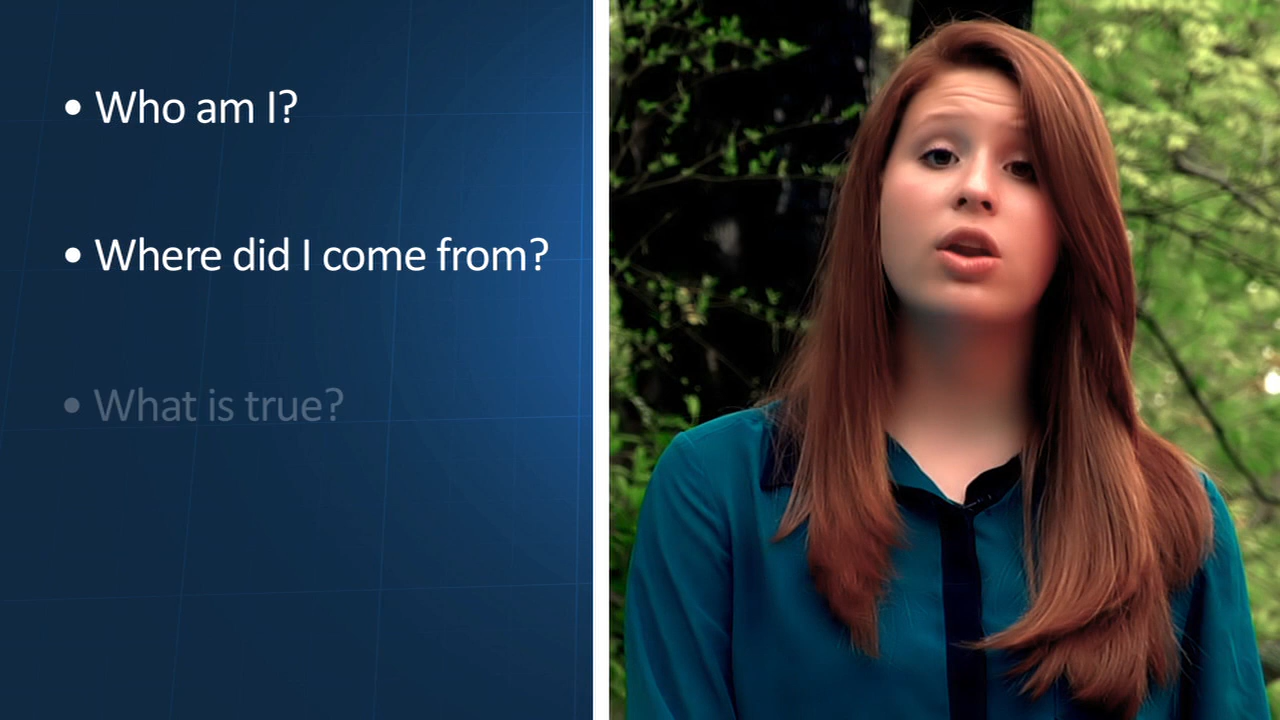 • Who am I?
• Where did I come from?
• What is true?